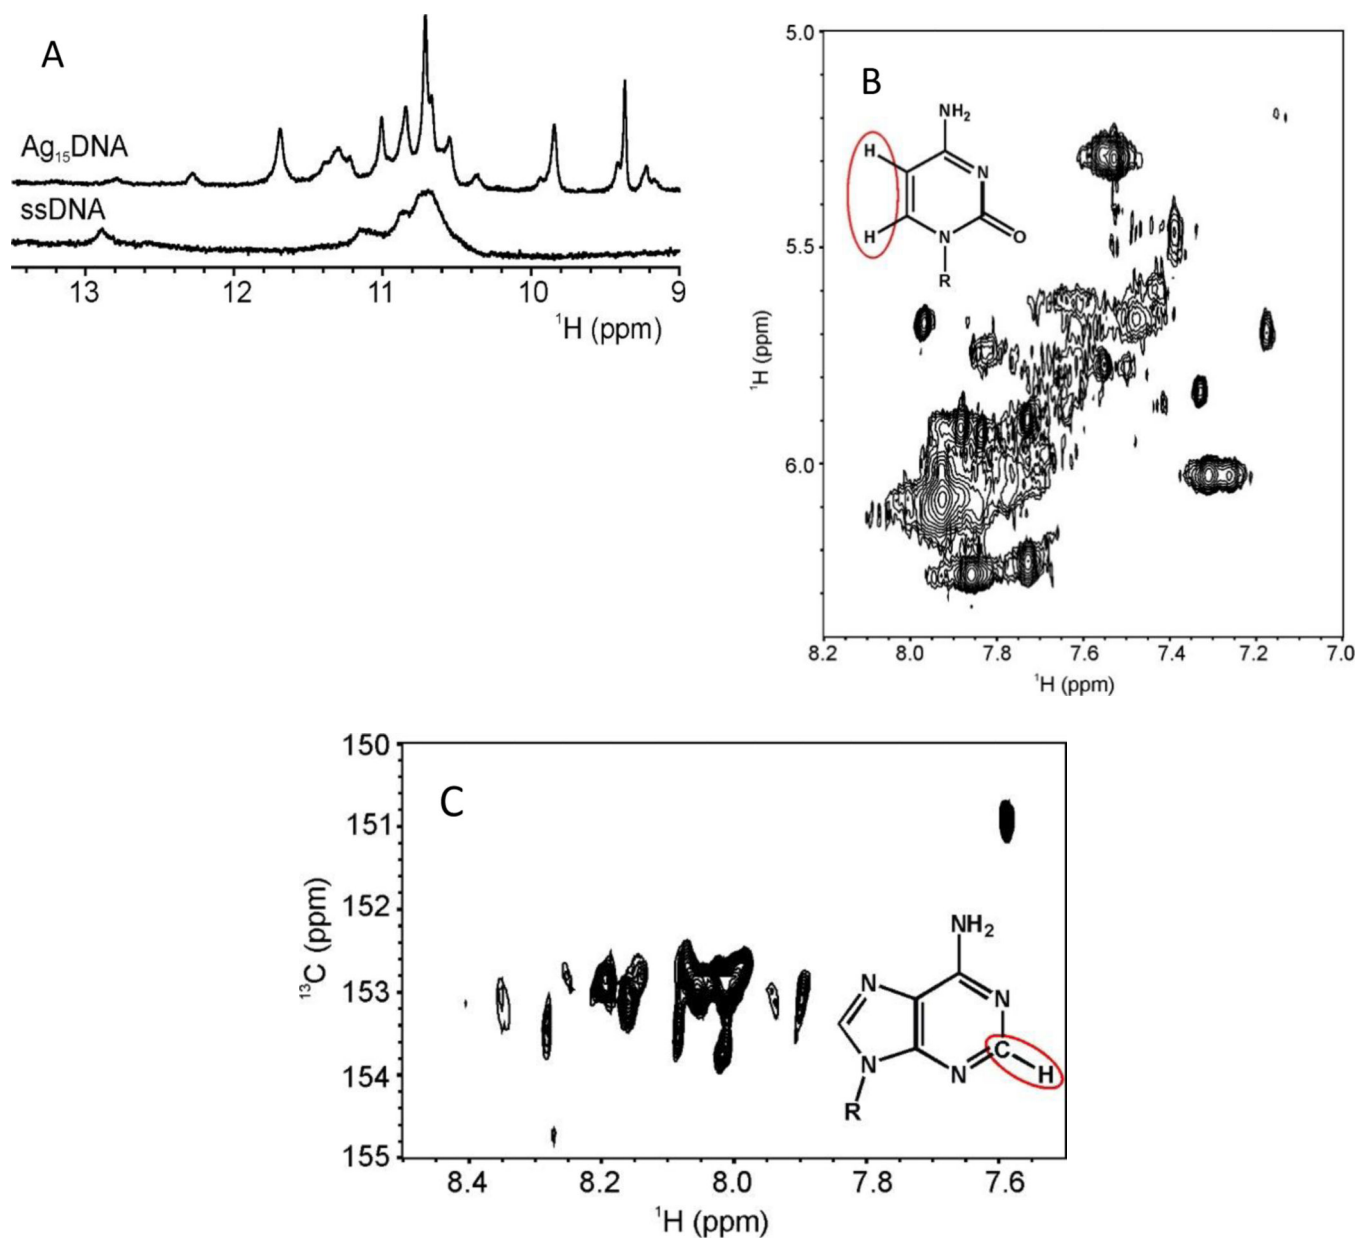 A
Ag₁₅DNA
ssDNA
13 12 11 10 9
¹H (ppm)
B
5.0
5.5
6.0
¹H (ppm)
NH₂
H
N
H
N
O
R
8.2 8.0 7.8 7.6 7.4 7.2 7.0
¹H (ppm)
C
150
151
152
153
154
155
¹³C (ppm)
NH₂
N
N
C
H
N
N
R
8.4 8.2 8.0 7.8 7.6
¹H (ppm)